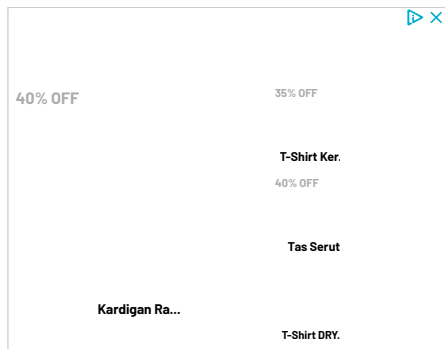 40% OFF
Kardigan Ra...
35% OFF
T-Shirt Ker.
40% OFF
Tas Serut
T-Shirt DRY.